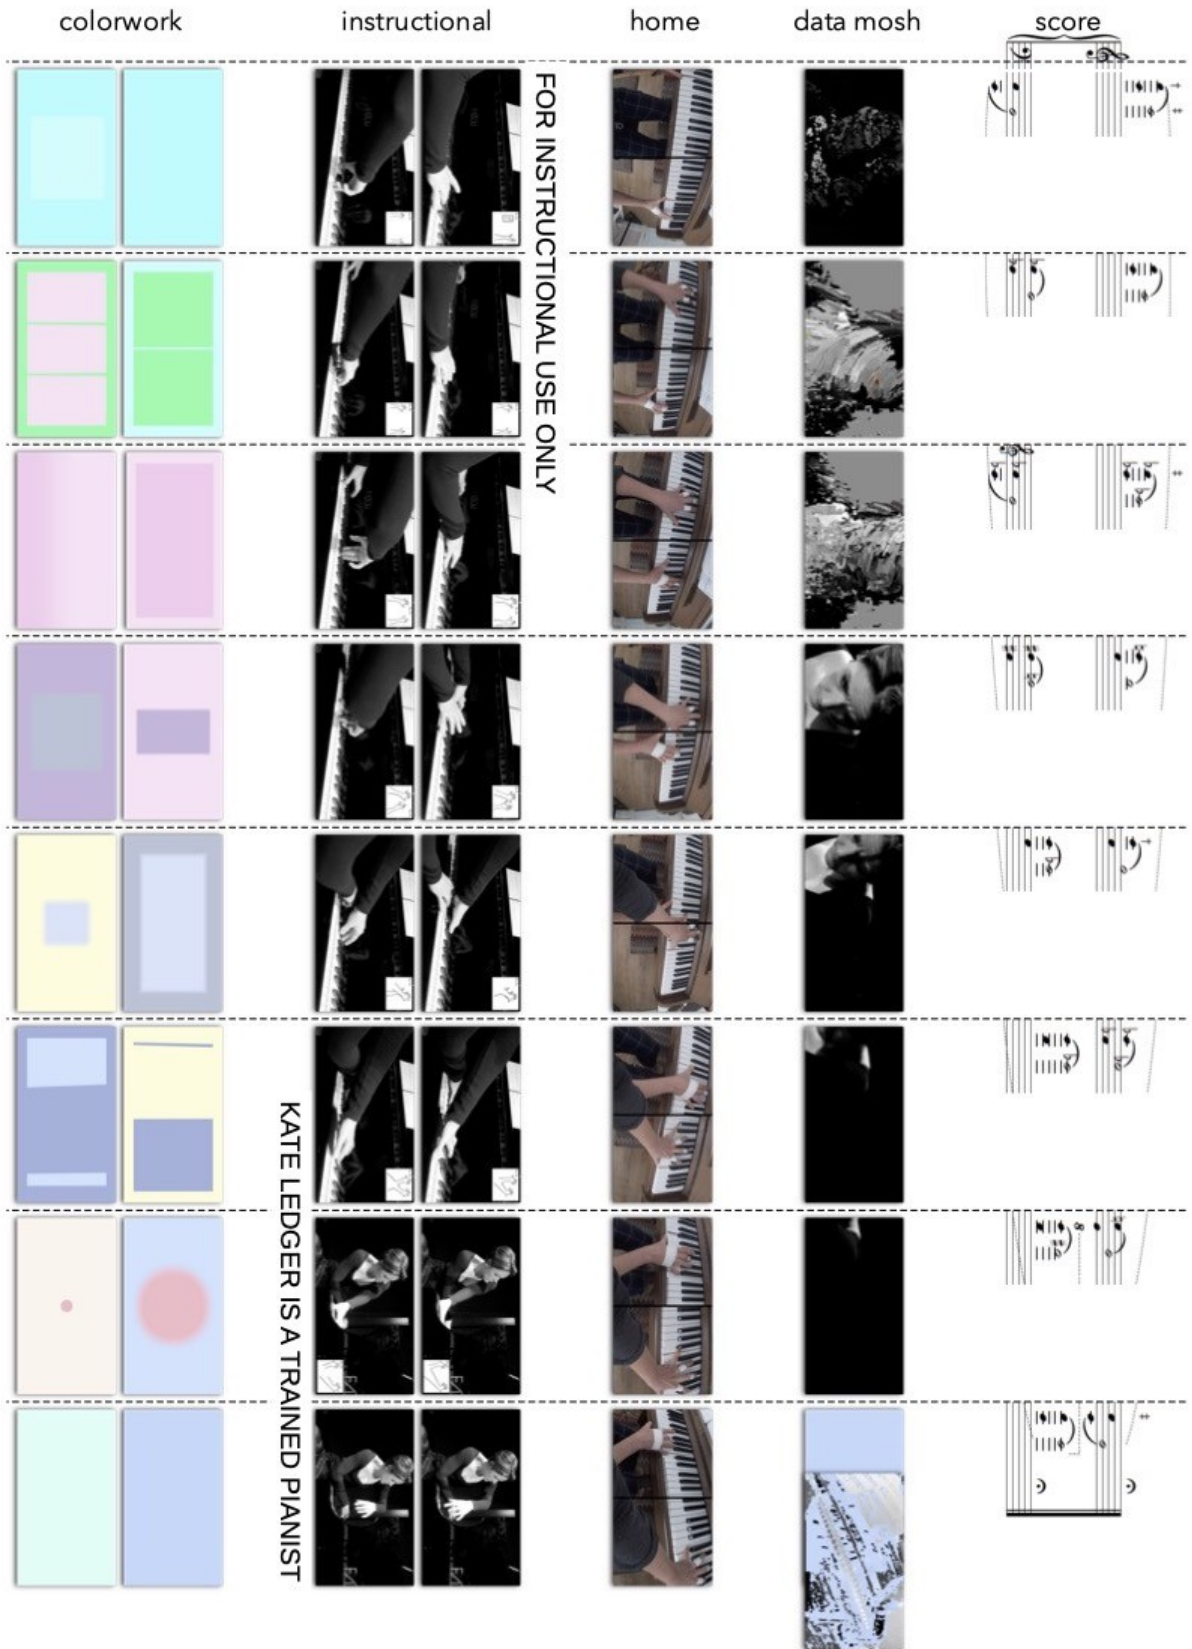 colorwork
instructional
home
data mosh
score
FOR INSTRUCTIONAL USE ONLY
KATE LEDGER IS A TRAINED PIANIST